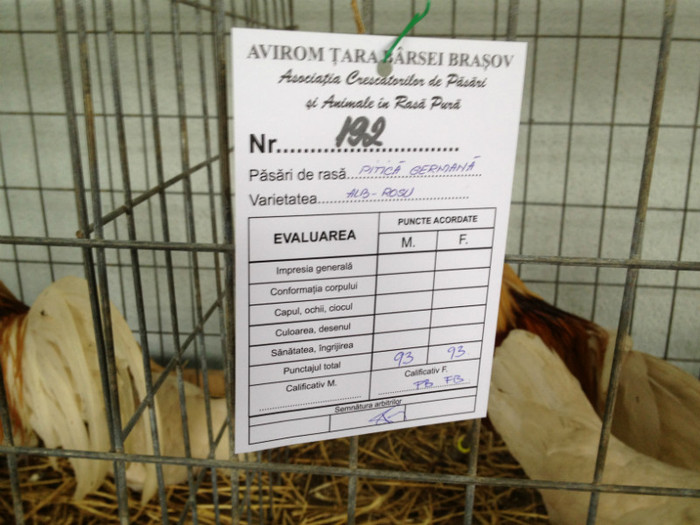 AVIROM ȚARA BÂRSEI BRAȘOV
Asociația Crescătorilor de Păsări
și Animale în Rasă Pură
Nr.....192.....
Păsări de rasă...PITICĂ GERMANĂ
Varietatea...ALB-ROȘU...
EVALUAREA PUNCTE ACORDATE
M. F.
Impresia generală
Conformația corpului
Capul, ochii, ciocul
Culoarea, desenul
Sănătatea, îngrijirea
Punctajul total 93 93
Calificativ M. Calificativ F.
FB FB
Semnătura arbitrilor